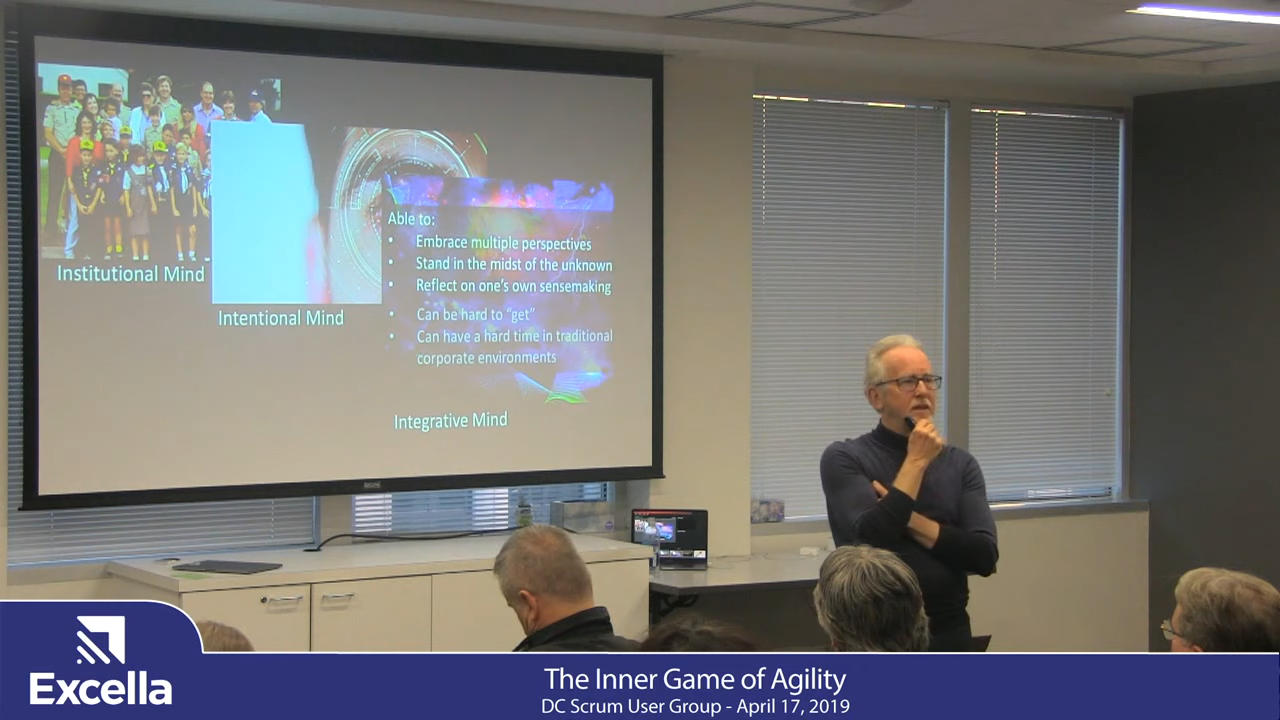 Institutional Mind
Intentional Mind
Able to:
• Embrace multiple perspectives
• Stand in the midst of the unknown
• Reflect on one's own sensemaking
• Can be hard to "get"
• Can have a hard time in traditional
corporate environments
Integrative Mind
Excella
The Inner Game of Agility
DC Scrum User Group - April 17, 2019